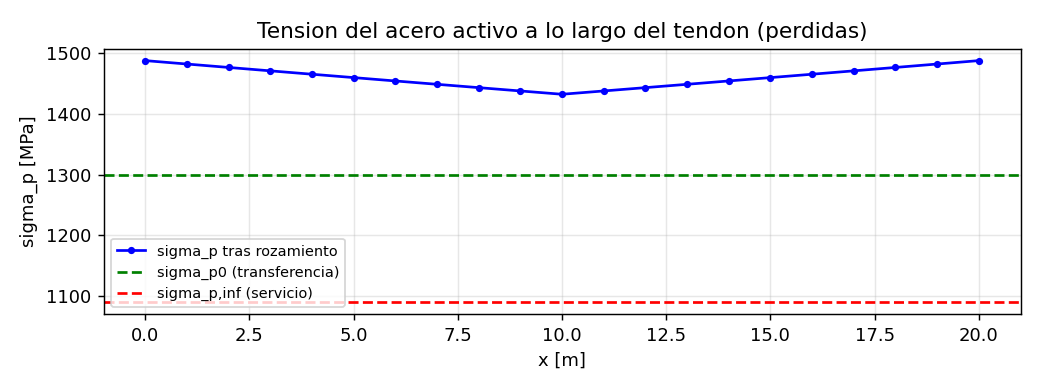 Tension del acero activo a lo largo del tendon (perdidas)
1500
1400
1300
1200
1100
sigma_p [MPa]
sigma_p tras rozamiento
sigma_p0 (transferencia)
sigma_p,inf (servicio)
0.0 2.5 5.0 7.5 10.0 12.5 15.0 17.5 20.0
x [m]